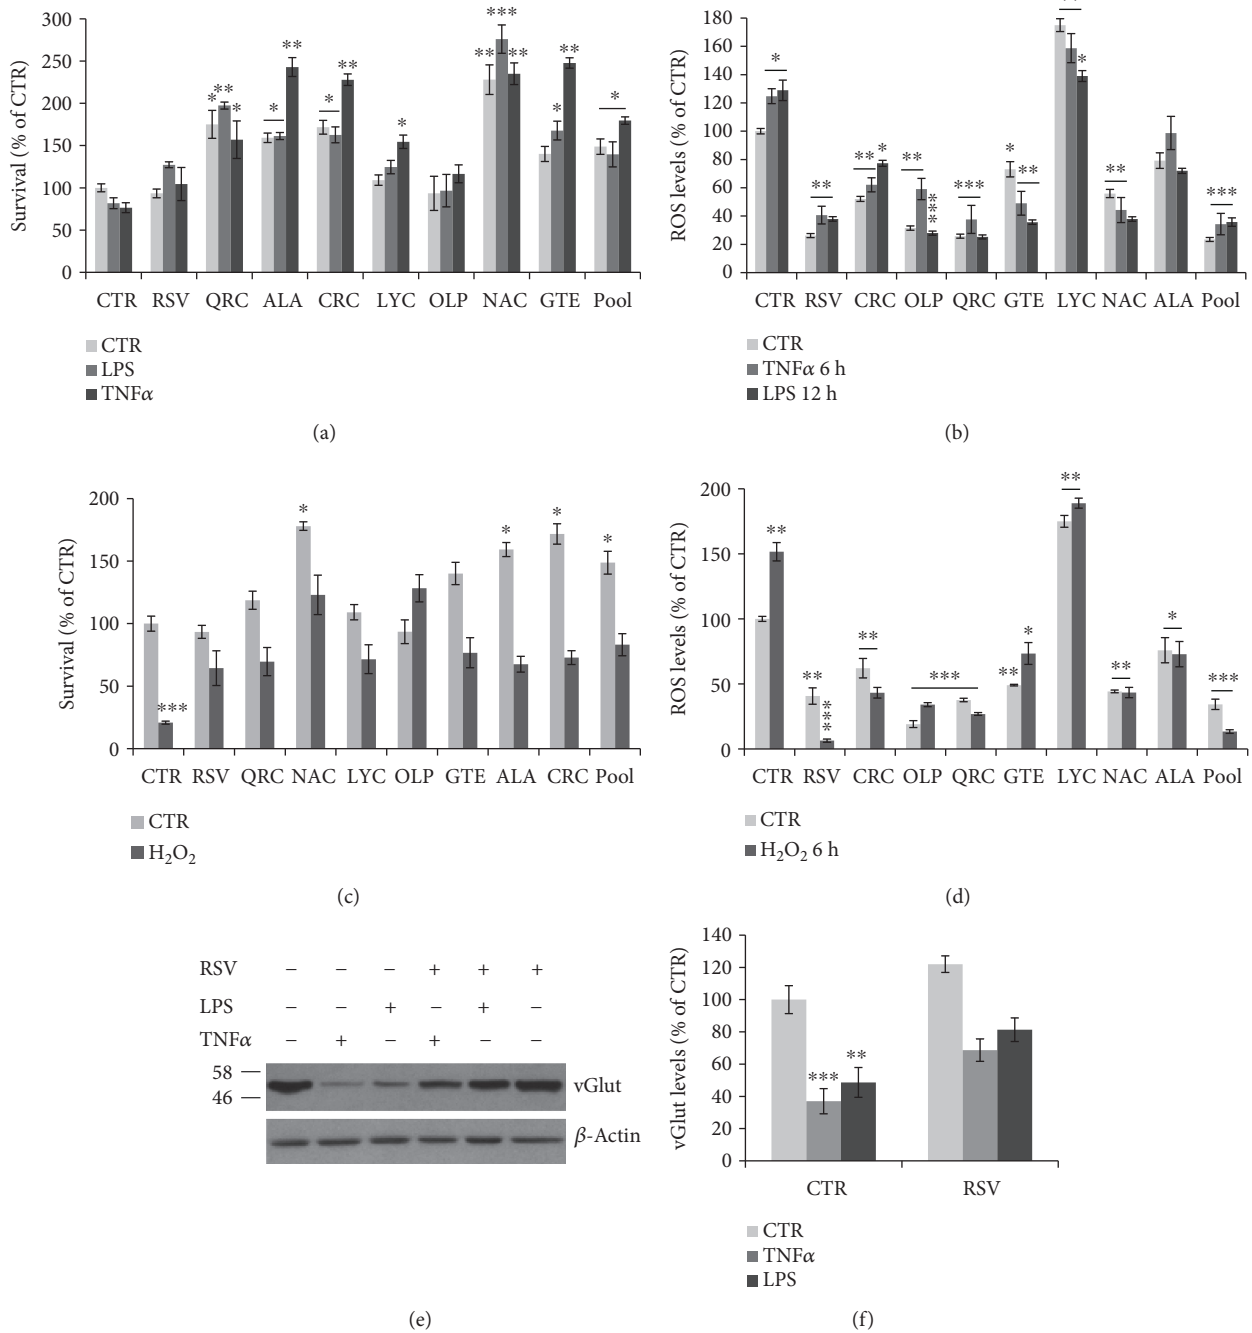 Survival (% of CTR)
300
250
200
150
100
50
0
* ** * * ** * ** * ** *** ** * ** *
CTR RSV QRC ALA CRC LYC OLP NAC GTE Pool
CTR
LPS
TNFα
(a)
ROS levels (% of CTR)
180
160
140
120
100
80
60
40
20
0
* ** ** * ** *** *** * ** * ** ***
CTR RSV CRC OLP QRC GTE LYC NAC ALA Pool
CTR
TNFα 6 h
LPS 12 h
(b)
Survival (% of CTR)
200
150
100
50
0
*** * * * *
CTR RSV QRC NAC LYC OLP GTE ALA CRC Pool
CTR
H₂O₂
(c)
ROS levels (% of CTR)
200
150
100
50
0
** ** *** ** *** ** * ** ** * ***
CTR RSV CRC OLP QRC GTE LYC NAC ALA Pool
CTR
H₂O₂ 6 h
(d)
RSV − − − + + +
LPS − − + − + −
TNFα − + − + − −
58
46
vGlut
β-Actin
(e)
vGlut levels (% of CTR)
140
120
100
80
60
40
20
0
*** **
CTR RSV
CTR
TNFα
LPS
(f)